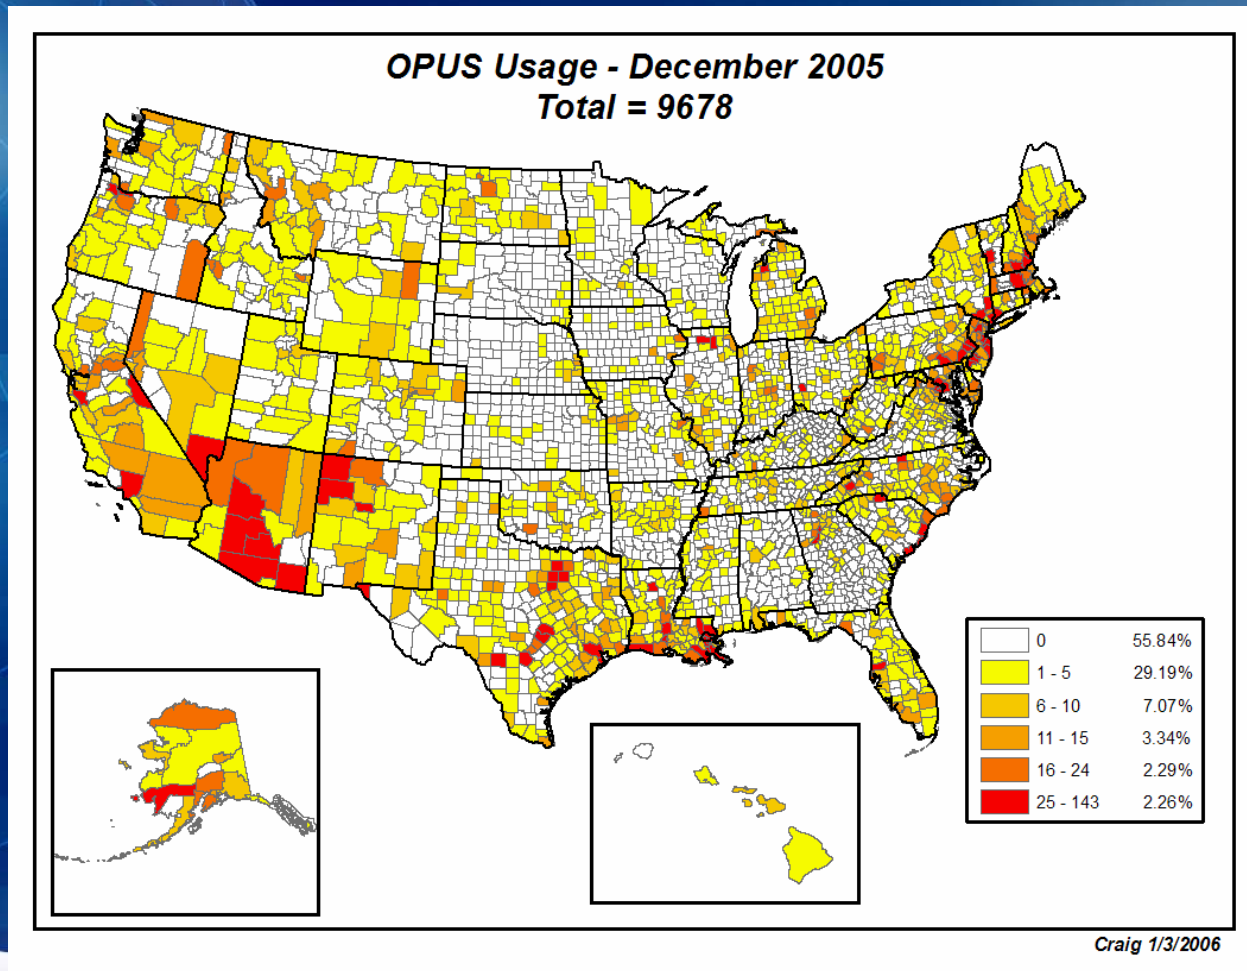 OPUS Usage - December 2005
Total = 9678
0 55.84%
1 - 5 29.19%
6 - 10 7.07%
11 - 15 3.34%
16 - 24 2.29%
25 - 143 2.26%
Craig 1/3/2006